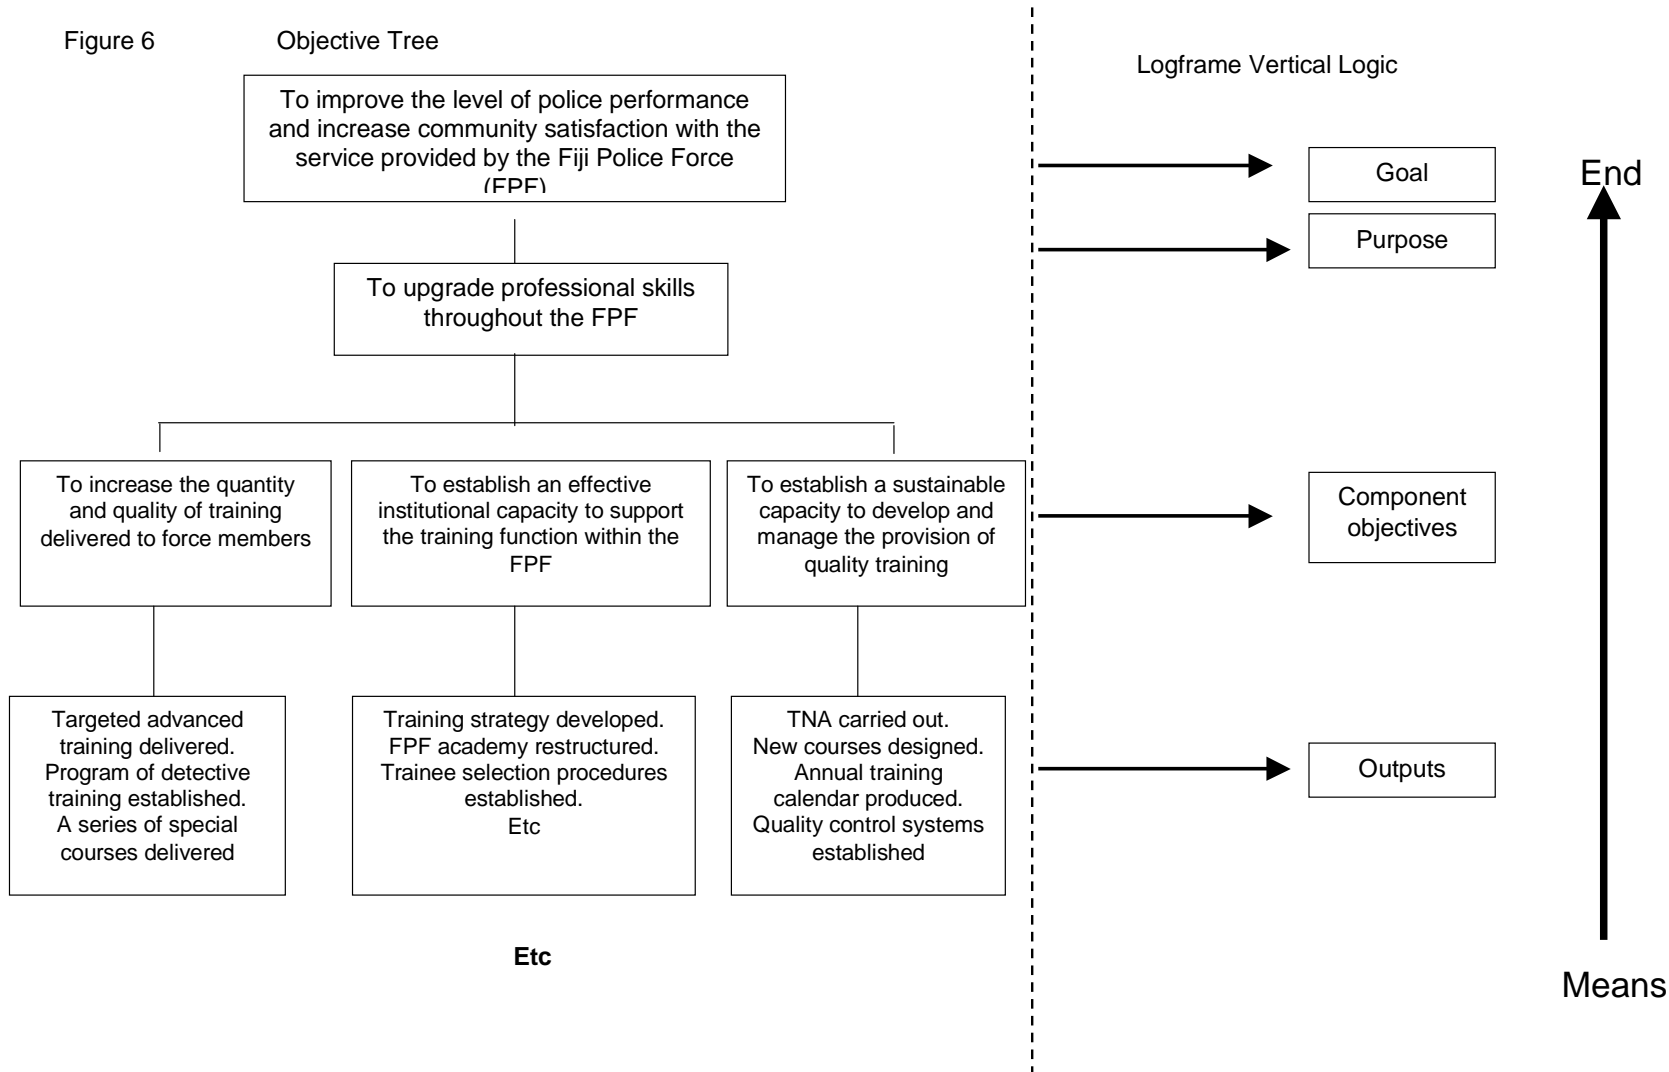 Figure 6 Objective Tree
Logframe Vertical Logic
To improve the level of police performance
and increase community satisfaction with the
service provided by the Fiji Police Force
(FPF)
Goal
End
Purpose
To upgrade professional skills
throughout the FPF
To increase the quantity
and quality of training
delivered to force members
To establish an effective
institutional capacity to support
the training function within the
FPF
To establish a sustainable
capacity to develop and
manage the provision of
quality training
Component
objectives
Targeted advanced
training delivered.
Program of detective
training established.
A series of special
courses delivered
Training strategy developed.
FPF academy restructured.
Trainee selection procedures
established.
Etc
TNA carried out.
New courses designed.
Annual training
calendar produced.
Quality control systems
established
Outputs
Etc
Means